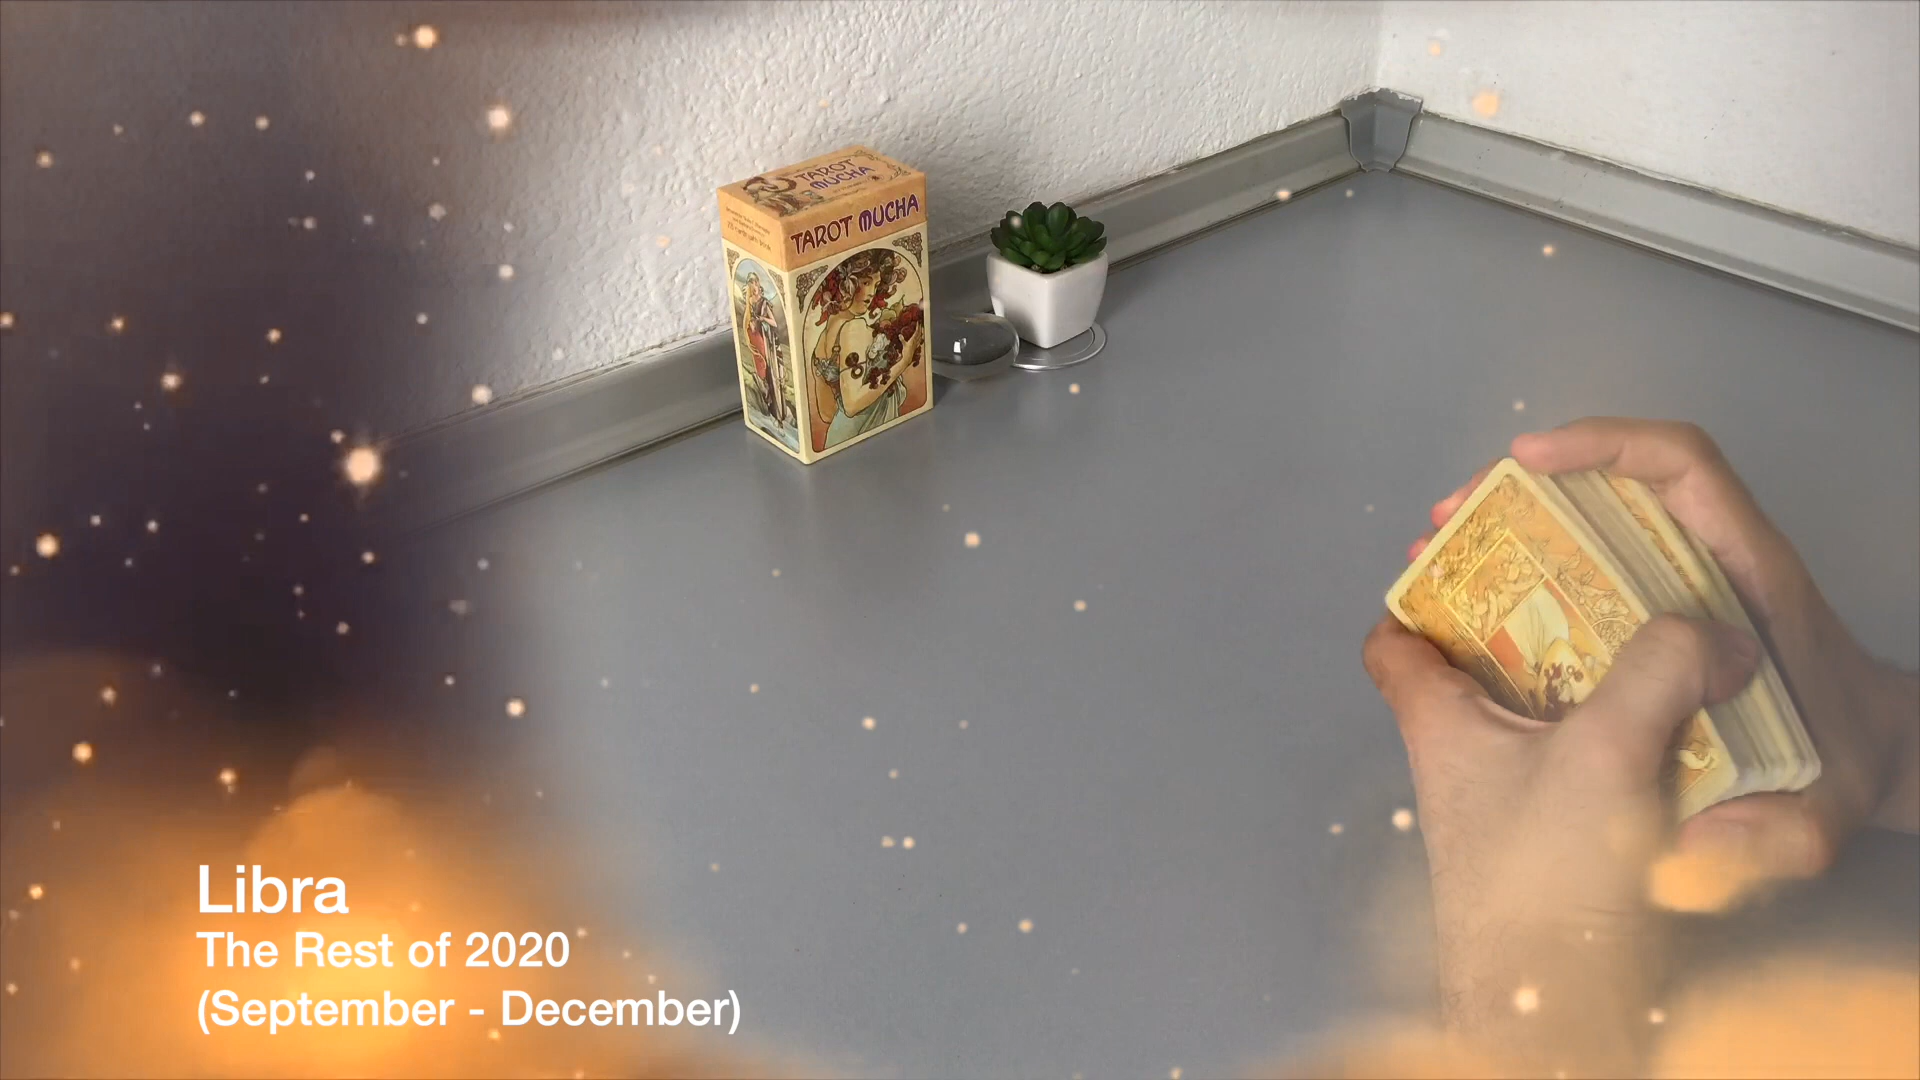 TAROT
MUCHA
TAROT MUCHA
Libra
The Rest of 2020
(September - December)